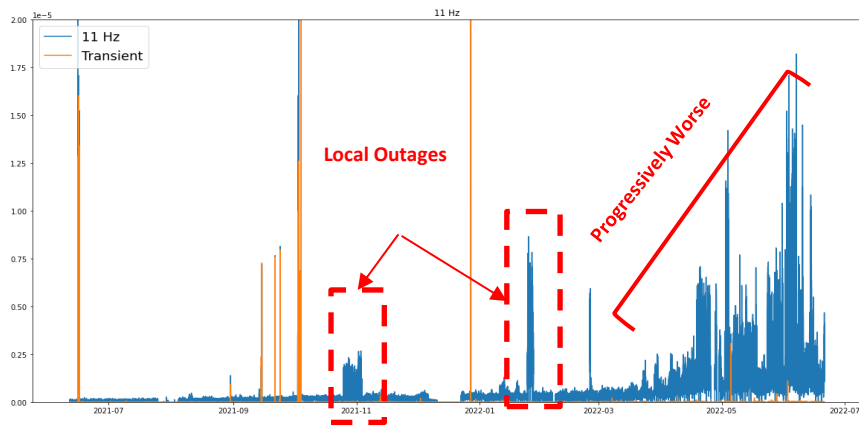 11 Hz
1e−5
2.00
1.75
1.50
1.25
1.00
0.75
0.50
0.25
0.00
11 Hz
Transient
Local Outages
Progressively Worse
2021-07
2021-09
2021-11
2022-01
2022-03
2022-05
2022-07